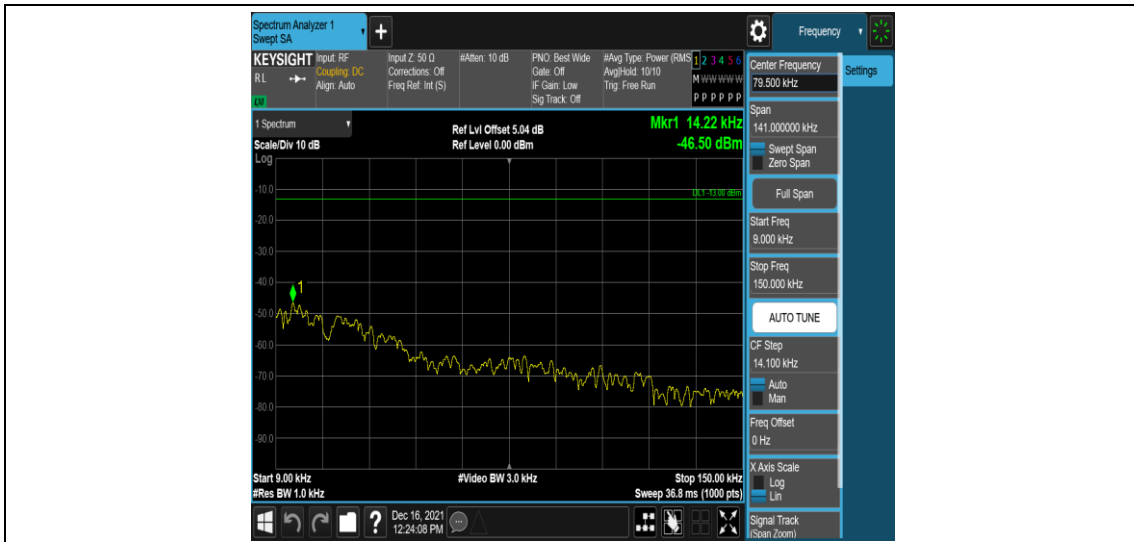 Spectrum Analyzer 1
Swept SA
Frequency
KEYSIGHT
RL
LXI
Input: RF
Coupling: DC
Align: Auto
Input Z: 50 Ω
Corrections: Off
Freq Ref: Int (S)
#Atten: 10 dB
PNO: Best Wide
Gate: Off
IF Gain: Low
Sig Track: Off
#Avg Type: Power (RMS
Avg|Hold: 10/10
Trig: Free Run
1 2 3 4 5 6
M W W W W W
P P P P P P
1 Spectrum
Scale/Div 10 dB
Ref Lvl Offset 5.04 dB
Ref Level 0.00 dBm
Mkr1 14.22 kHz
-46.50 dBm
Log
DL1 -13.00 dBm
-10.0
-20.0
-30.0
-40.0
-50.0
-60.0
-70.0
-80.0
-90.0
1
Start 9.00 kHz
#Res BW 1.0 kHz
#Video BW 3.0 kHz
Stop 150.00 kHz
Sweep 36.8 ms (1000 pts)
Dec 16, 2021
12:24:08 PM
Center Frequency
79.500 kHz
Settings
Span
141.000000 kHz
Swept Span
Zero Span
Full Span
Start Freq
9.000 kHz
Stop Freq
150.000 kHz
AUTO TUNE
CF Step
14.100 kHz
Auto
Man
Freq Offset
0 Hz
X Axis Scale
Log
Lin
Signal Track
(Span Zoom)